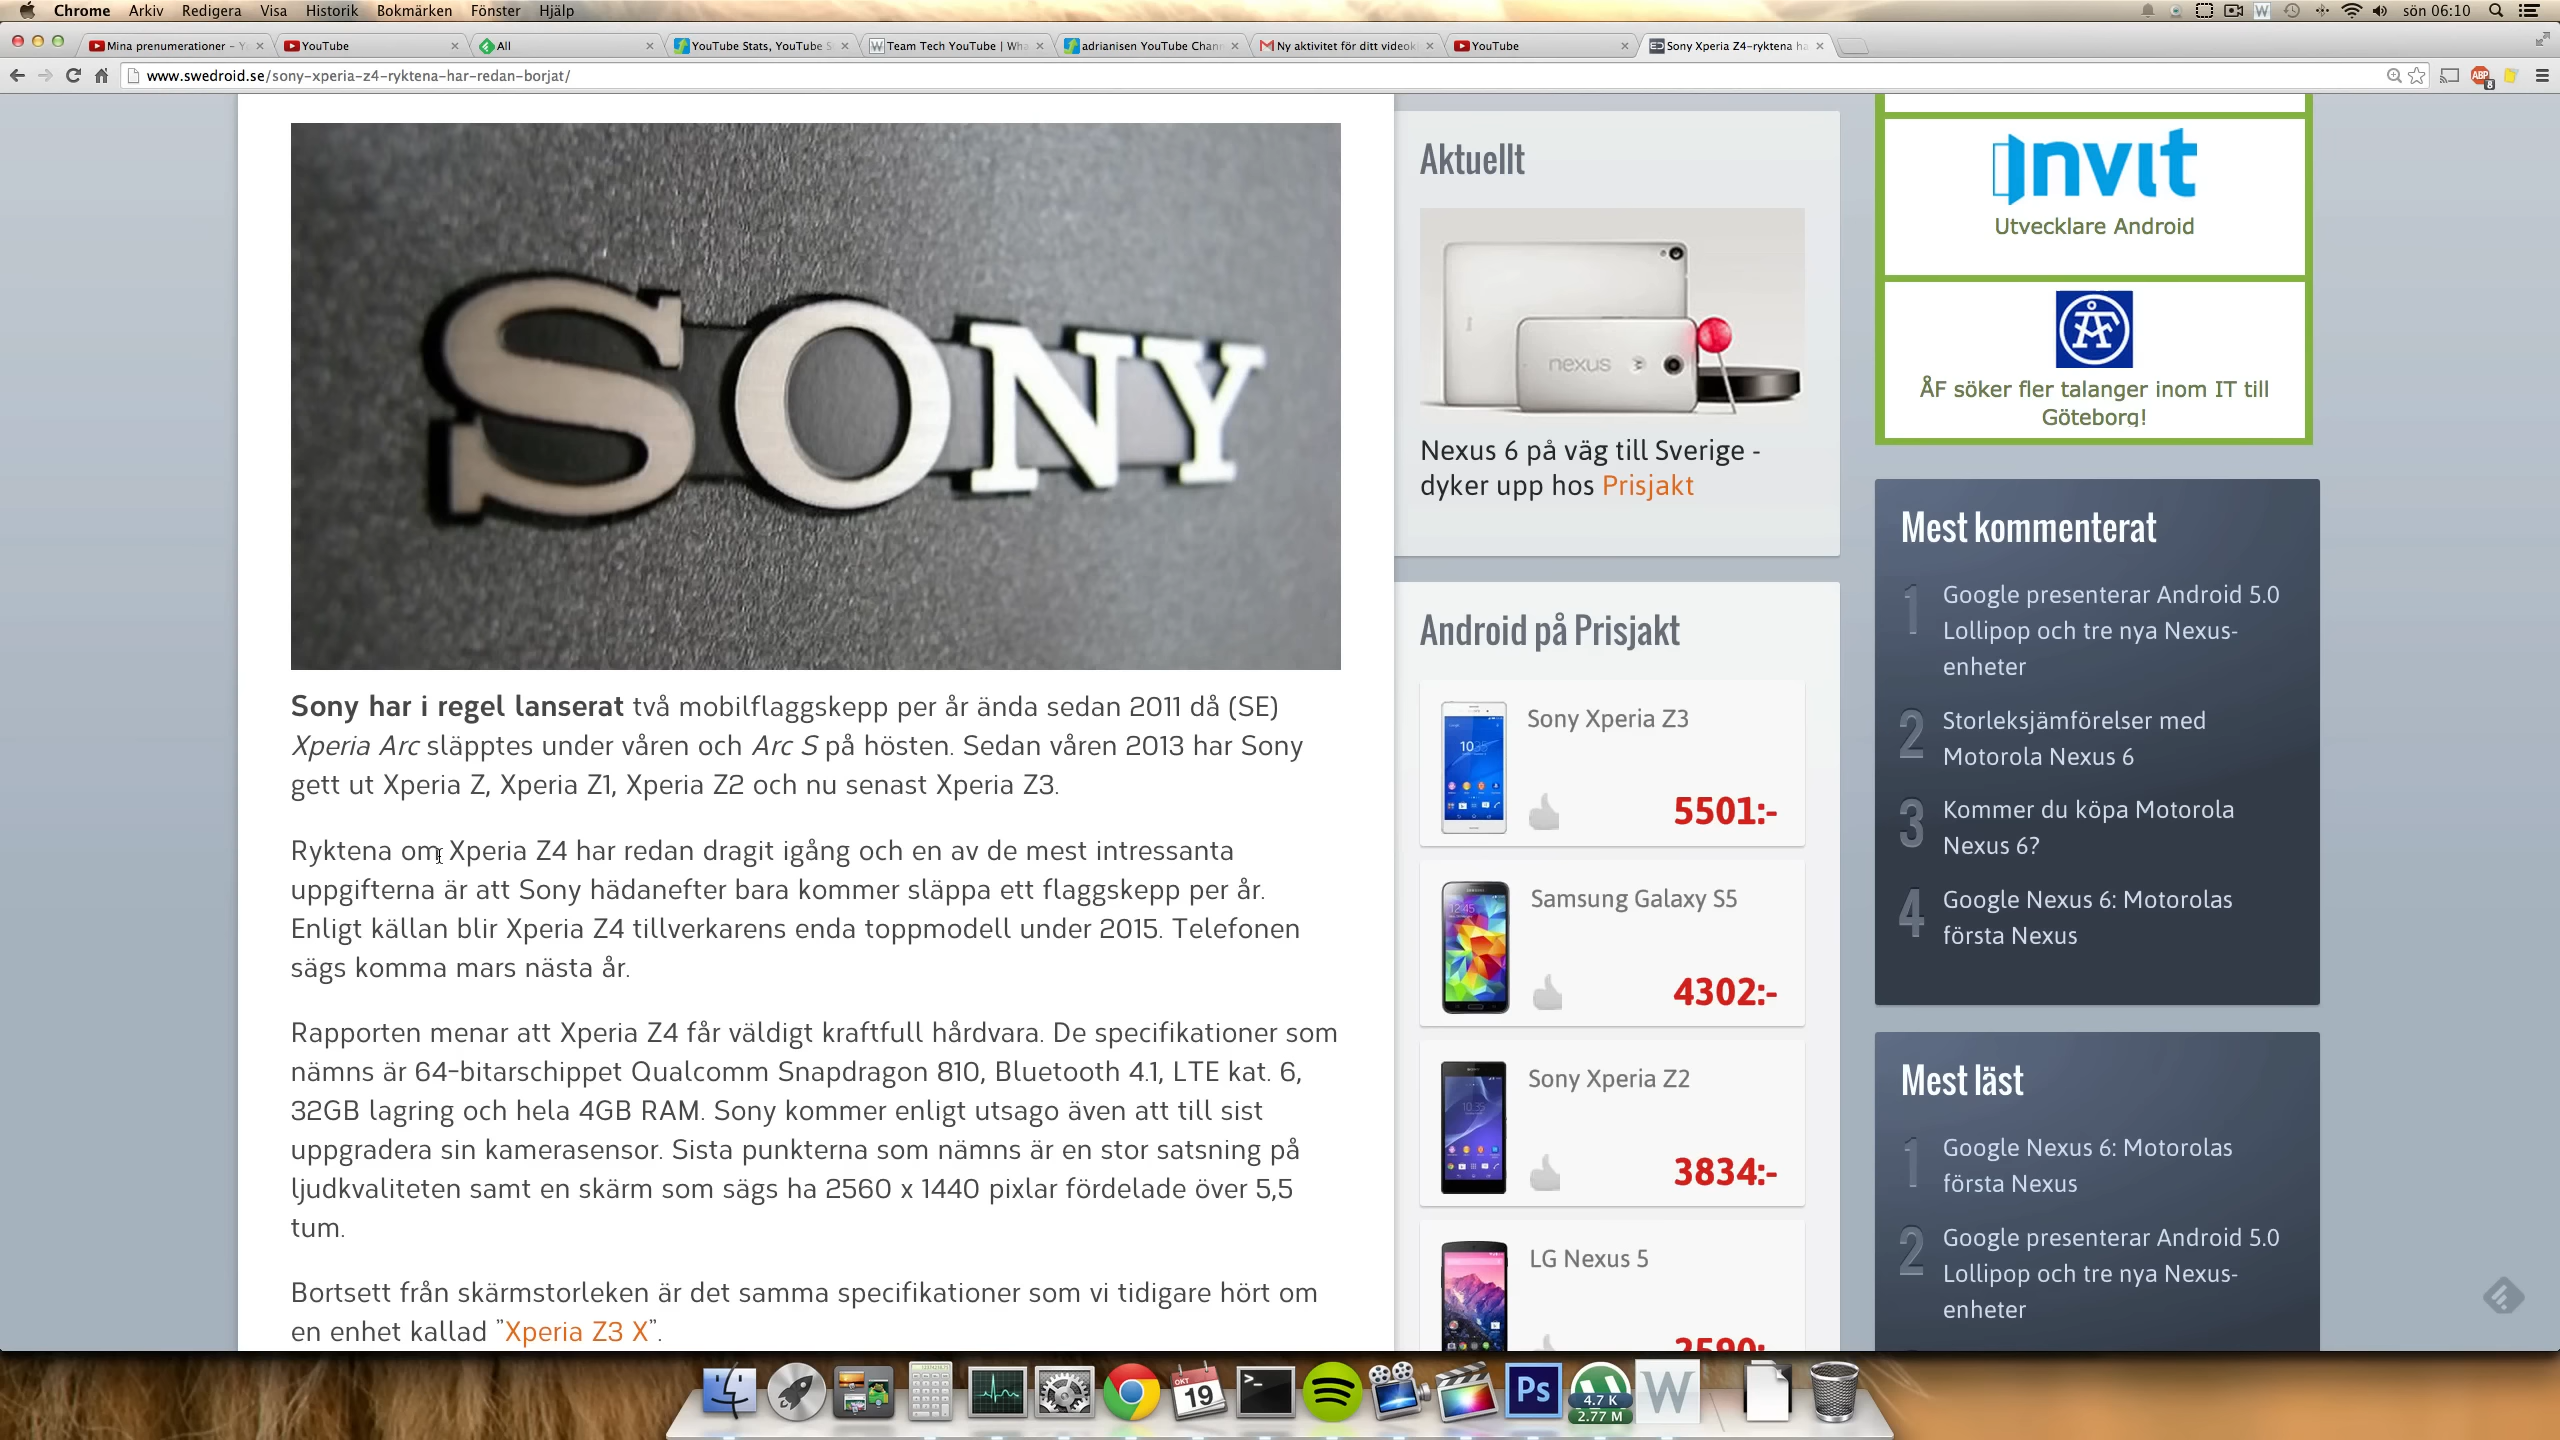 Chrome Arkiv Redigera Visa Historik Bokmärken Fönster Hjälp
sön 06:10
Mina prenumerationer -
YouTube
All
YouTube Stats, YouTube S
Team Tech YouTube | Wha
adrianisen YouTube Chan
Ny aktivitet för ditt videok
YouTube
Sony Xperia Z4-ryktena ha
www.swedroid.se/sony-xperia-z4-ryktena-har-redan-borjat/
ABP
8
SONY
Sony har i regel lanserat två mobilflaggskepp per år ända sedan 2011 då (SE)
Xperia Arc släpptes under våren och Arc S på hösten. Sedan våren 2013 har Sony
gett ut Xperia Z, Xperia Z1, Xperia Z2 och nu senast Xperia Z3.
Ryktena om Xperia Z4 har redan dragit igång och en av de mest intressanta
uppgifterna är att Sony hädanefter bara kommer släppa ett flaggskepp per år.
Enligt källan blir Xperia Z4 tillverkarens enda toppmodell under 2015. Telefonen
sägs komma mars nästa år.
Rapporten menar att Xperia Z4 får väldigt kraftfull hårdvara. De specifikationer som
nämns är 64-bitarschippet Qualcomm Snapdragon 810, Bluetooth 4.1, LTE kat. 6,
32GB lagring och hela 4GB RAM. Sony kommer enligt utsago även att till sist
uppgradera sin kamerasensor. Sista punkterna som nämns är en stor satsning på
ljudkvaliteten samt en skärm som sägs ha 2560 x 1440 pixlar fördelade över 5,5
tum.
Bortsett från skärmstorleken är det samma specifikationer som vi tidigare hört om
en enhet kallad "Xperia Z3 X".
Aktuellt
nexus
Nexus 6 på väg till Sverige -
dyker upp hos Prisjakt
Android på Prisjakt
Sony Xperia Z3
5501:-
Samsung Galaxy S5
4302:-
Sony Xperia Z2
3834:-
LG Nexus 5
invit
Utvecklare Android
ÅF
ÅF söker fler talanger inom IT till
Göteborg!
Mest kommenterat
1 Google presenterar Android 5.0
Lollipop och tre nya Nexus-
enheter
2 Storleksjämförelser med
Motorola Nexus 6
3 Kommer du köpa Motorola
Nexus 6?
4 Google Nexus 6: Motorolas
första Nexus
Mest läst
1 Google Nexus 6: Motorolas
första Nexus
2 Google presenterar Android 5.0
Lollipop och tre nya Nexus-
enheter
OKT
19
Ps
4.7 K
2.77 M
W